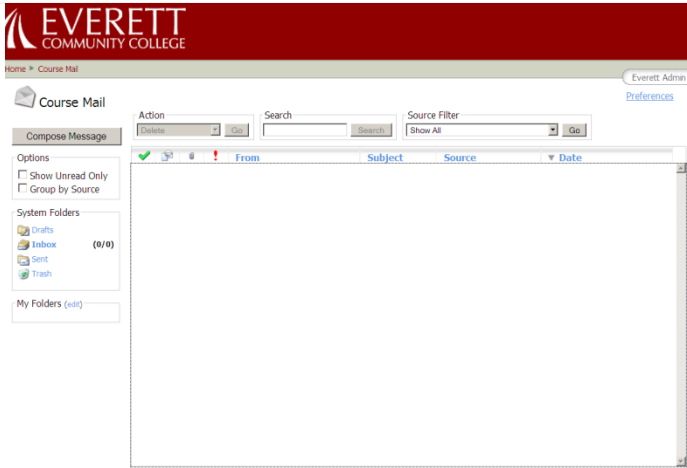 EVERETT
COMMUNITY COLLEGE
Home ▶ Course Mail
Everett Admin
Course Mail
Preferences
Compose Message
Action
Delete
Go
Search
Search
Source Filter
Show All
Go
Options
Show Unread Only
Group by Source
From Subject Source ▼ Date
System Folders
Drafts
Inbox (0/0)
Sent
Trash
My Folders (edit)